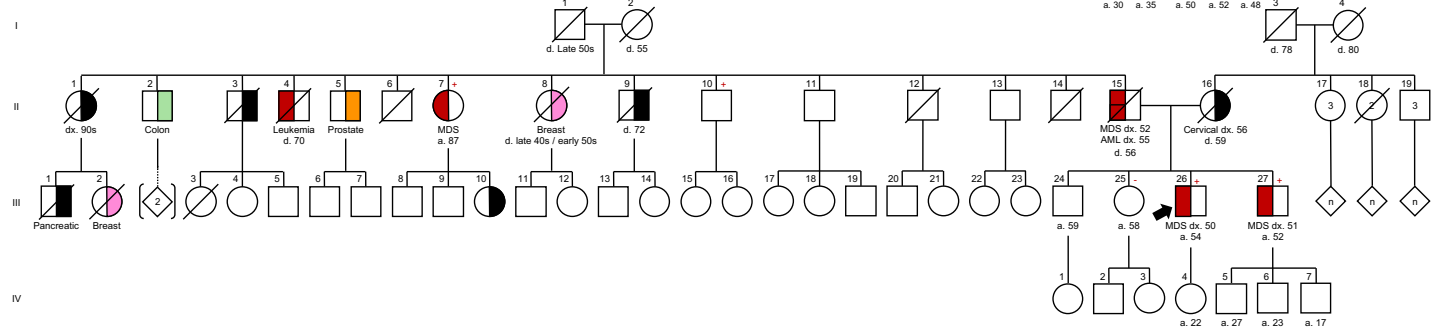 a. 30 a. 35 a. 50 a. 52 a. 48
I
1 2 3 4
d. Late 50s d. 55 d. 78 d. 80
II
1 2 3 4 5 6 7 + 8 9 10 + 11 12 13 14 15 16 17 18 19
3 2 3
dx. 90s Colon Leukemia Prostate MDS Breast d. 72 MDS dx. 52 Cervical dx. 56
d. 70 a. 87 d. late 40s / early 50s AML dx. 55 d. 59
d. 56
III
1 2 3 4 5 6 7 8 9 10 11 12 13 14 15 16 17 18 19 20 21 22 23 24 25 - 26 + 27 +
2 n n n
Pancreatic Breast a. 59 a. 58 MDS dx. 50 MDS dx. 51
a. 54 a. 52
IV
1 2 3 4 5 6 7
a. 22 a. 27 a. 23 a. 17